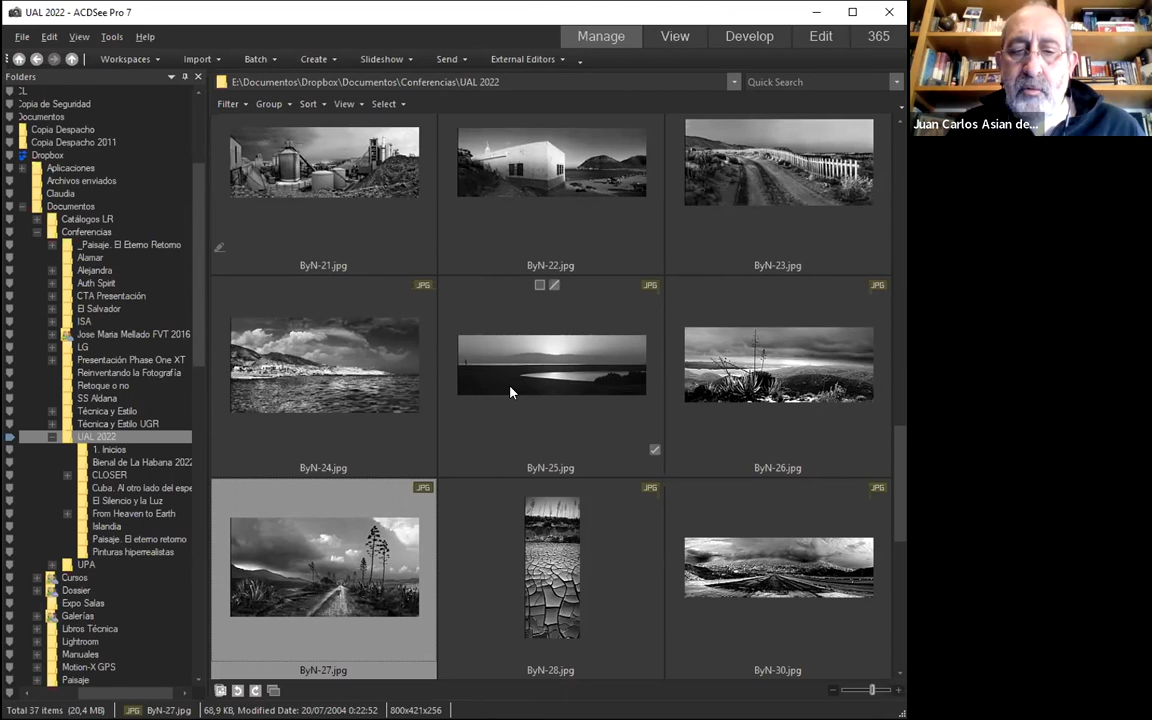 UAL 2022 - ACDSee Pro 7
File Edit View Tools Help
Manage View Develop Edit 365
Workspaces Import Batch Create Slideshow Send External Editors
Folders
E:\Documentos\Dropbox\Documentos\Conferencias\UAL 2022
Quick Search
Filter Group Sort View Select
CL
Copia de Seguridad
Documentos
Copia Despacho
Copia Despacho 2011
Dropbox
Aplicaciones
Archivos enviados
Claudia
Documentos
Catálogos LR
Conferencias
_Paisaje. El Eterno Retorno
Alamar
Alejandra
Auth Spirit
CTA Presentación
El Salvador
ISA
Jose Maria Mellado FVT 2016
LG
Presentación Phase One XT
Reinventando la Fotografía
Retoque o no
SS Aldana
Técnica y Estilo
Técnica y Estilo UGR
UAL 2022
1. Inicios
Bienal de La Habana 2022
CLOSER
Cuba. Al otro lado del espe
El Silencio y la Luz
From Heaven to Earth
Islandia
Paisaje. El eterno retorno
Pinturas hiperrealistas
UPA
Cursos
Dossier
Expo Salas
Galerías
Libros Técnica
Lightroom
Manuales
Motion-X GPS
Paisaje
ByN-21.jpg
ByN-22.jpg
ByN-23.jpg
JPG
JPG
JPG
ByN-24.jpg
ByN-25.jpg
ByN-26.jpg
JPG
JPG
JPG
ByN-27.jpg
ByN-28.jpg
ByN-30.jpg
Total 37 items (20,4 MB) JPG ByN-27.jpg 68,9 KB, Modified Date: 20/07/2004 0:22:52 800x421x256
Juan Carlos Asian de...